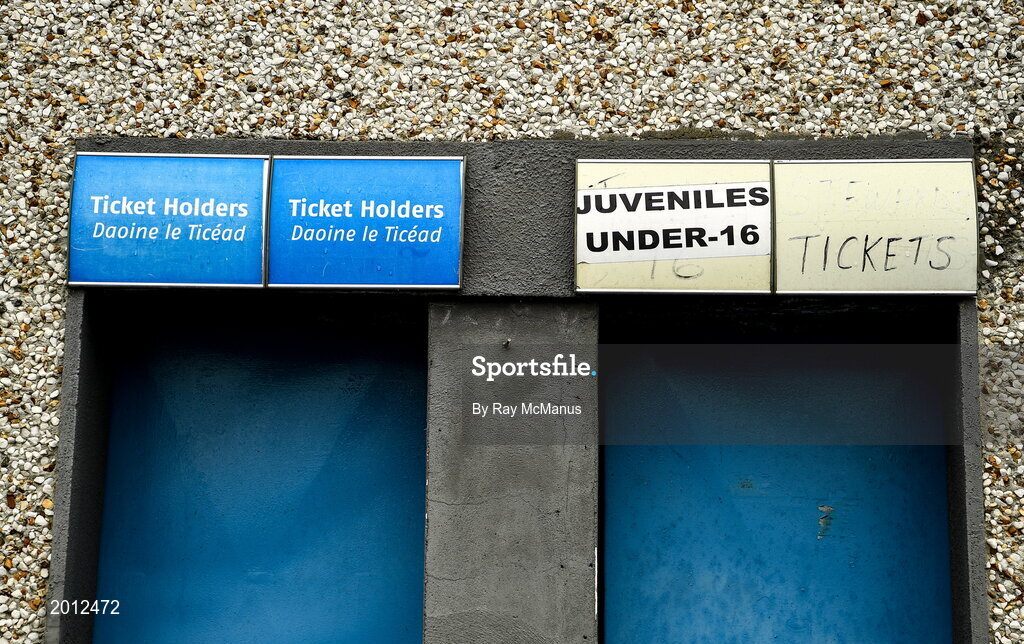 Ticket Holders
Daoine le Ticéad
Ticket Holders
Daoine le Ticéad
JUVENILES
UNDER-16
16
TICKETS
Sportsfile.
By Ray McManus
2012472